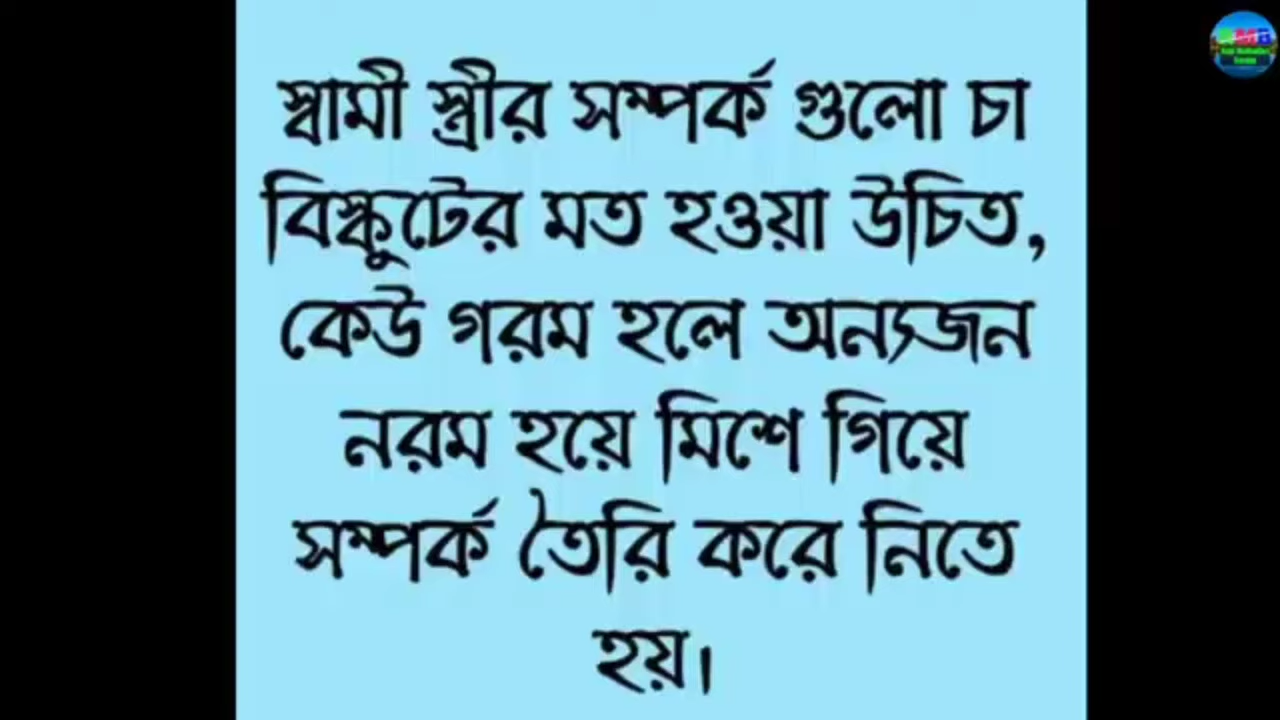 স্বামী স্ত্রীর সম্পর্ক গুলো চা
বিস্কুটের মত হওয়া উচিত,
কেউ গরম হলে অন্যজন
নরম হয়ে মিশে গিয়ে
সম্পর্ক তৈরি করে নিতে
হয়।